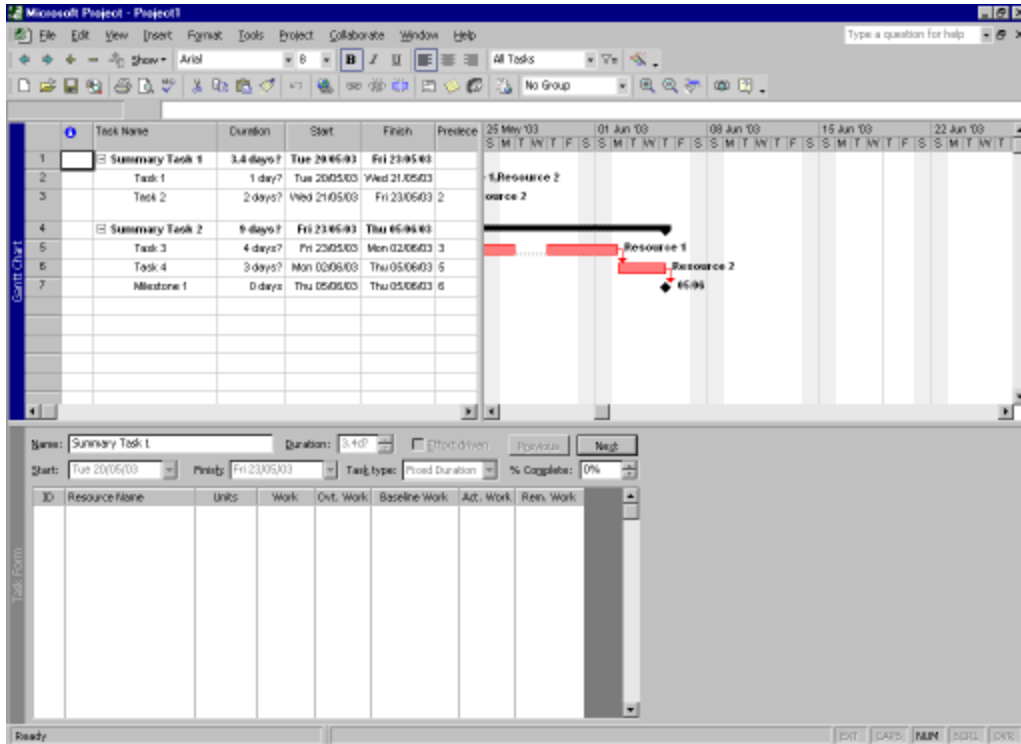 Microsoft Project - Project1
File Edit View Insert Format Tools Project Collaborate Window Help
Type a question for help
Show Arial 8 B I U All Tasks
No Group
Task Name Duration Start Finish Predece
25 May '03 01 Jun '03 08 Jun '03 15 Jun '03 22 Jun '03
S M T W T F S S M T W T F S S M T W T F S S M T W T F S S M T W T
1 Summary Task 1 3.4 days? Tue 20/05/03 Fri 23/05/03
2 Task 1 1 day? Tue 20/05/03 Wed 21/05/03
1,Resource 2
3 Task 2 2 days? Wed 21/05/03 Fri 23/05/03 2
ource 2
4 Summary Task 2 9 days? Fri 23/05/03 Thu 05/06/03
5 Task 3 4 days? Fri 23/05/03 Mon 02/06/03 3
Resource 1
6 Task 4 3 days? Mon 02/06/03 Thu 05/06/03 5
Resource 2
7 Milestone 1 0 days Thu 05/06/03 Thu 05/06/03 6
05/06
Gantt Chart
Name: Summary Task 1 Duration: 3.4d? Effort driven Previous Next
Start: Tue 20/05/03 Finish: Fri 23/05/03 Task type: Fixed Duration % Complete: 0%
ID Resource Name Units Work Ovt. Work Baseline Work Act. Work Rem. Work
Task Form
Ready
EXT CAPS NUM SCRL OVR